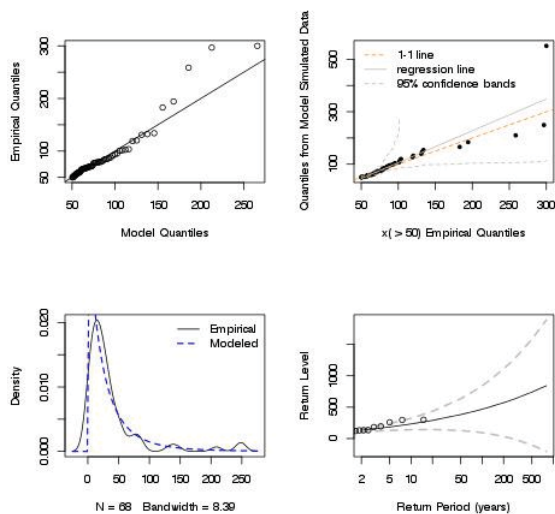 300
200
100
50
Empirical Quantiles
50 100 150 200 250
Model Quantiles
500
300
100
Quantiles from Model Simulated Data
1-1 line
regression line
95% confidence bands
50 100 150 200 250 300
x( > 50) Empirical Quantiles
0.020
0.010
0.000
Density
Empirical
Modeled
0 50 100 150 200 250
N = 68 Bandwidth = 8.39
1500
500
0
Return Level
2 5 10 50 200 500
Return Period (years)